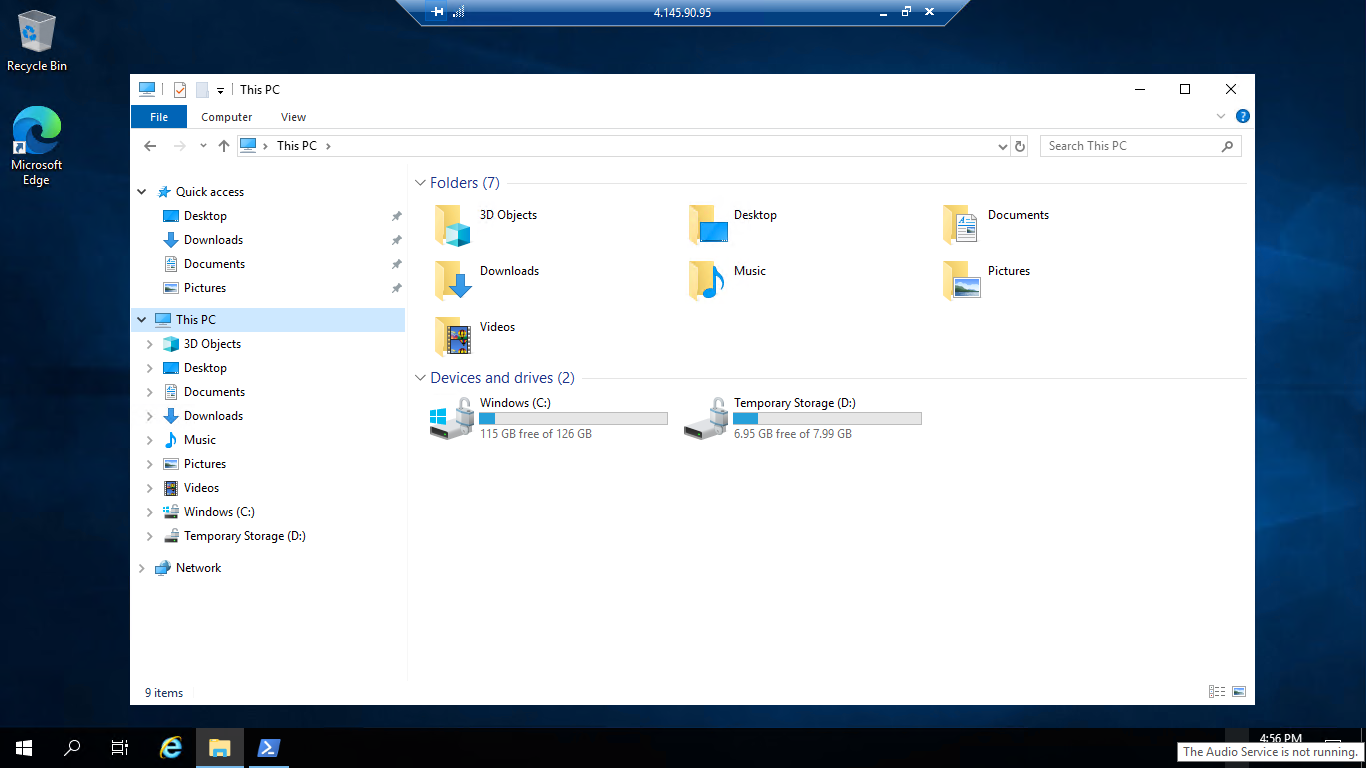 4.145.90.95
Recycle Bin
Microsoft
Edge
This PC
File
Computer
View
This PC
Search This PC
Quick access
Desktop
Downloads
Documents
Pictures
This PC
3D Objects
Desktop
Documents
Downloads
Music
Pictures
Videos
Windows (C:)
Temporary Storage (D:)
Network
Folders (7)
3D Objects
Desktop
Documents
Downloads
Music
Pictures
Videos
Devices and drives (2)
Windows (C:)
115 GB free of 126 GB
Temporary Storage (D:)
6.95 GB free of 7.99 GB
9 items
4:56 PM
The Audio Service is not running.